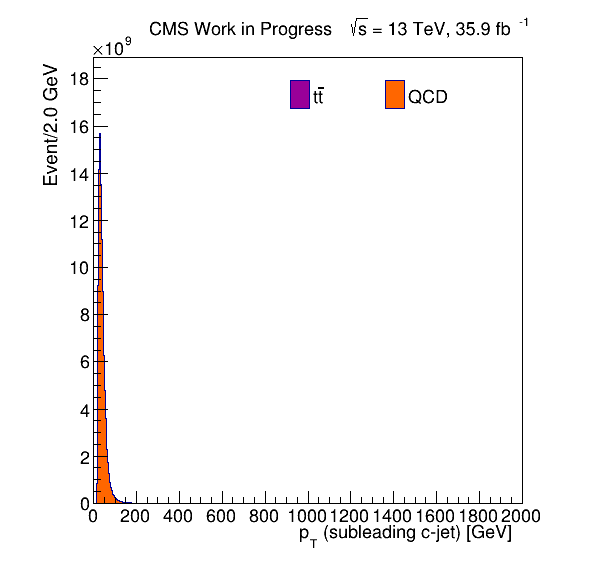 CMS Work in Progress √s = 13 TeV, 35.9 fb⁻¹
×10⁹
Event/2.0 GeV
18
16
14
12
10
8
6
4
2
0
tt̄
QCD
0 200 400 600 800 1000 1200 1400 1600 1800 2000
p_T (subleading c-jet) [GeV]